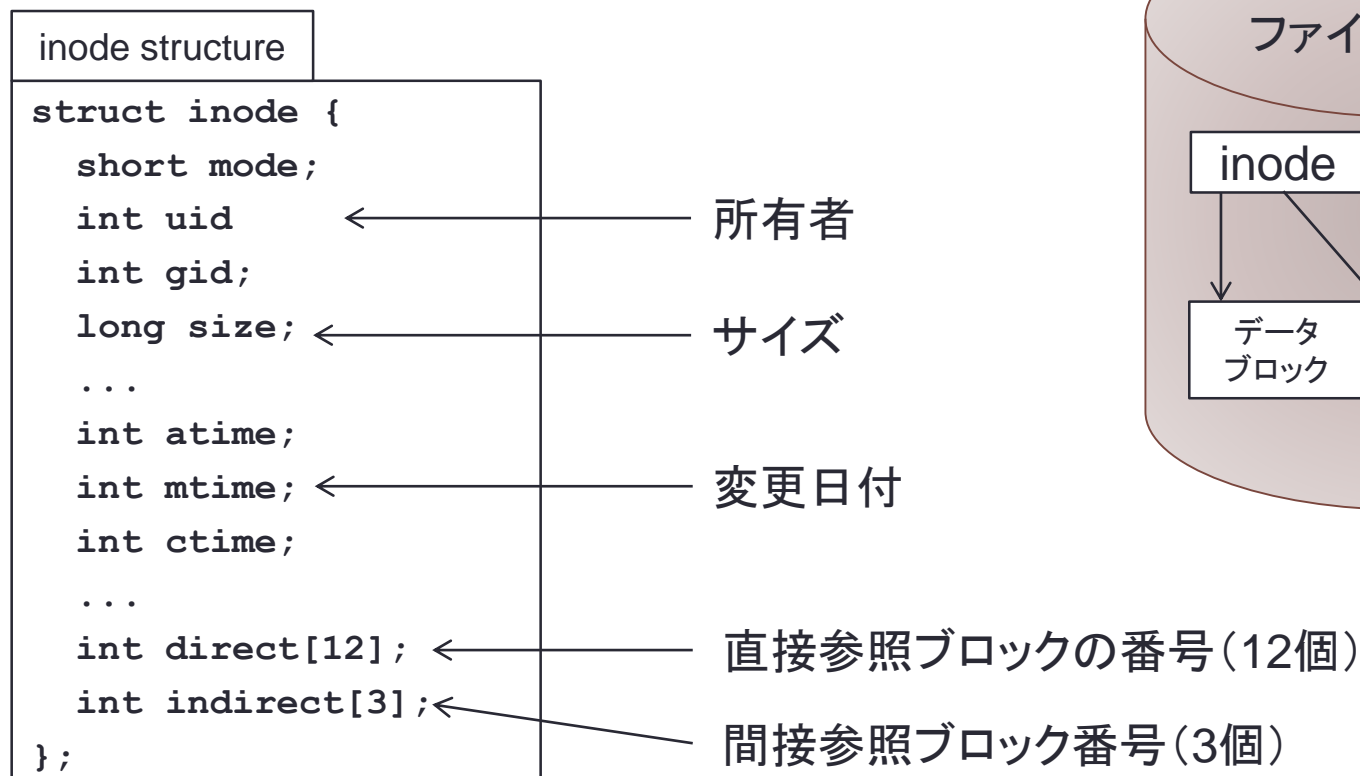 inode structure
struct inode {
short mode;
int uid
int gid;
long size;
...
int atime;
int mtime;
int ctime;
...
int direct[12];
int indirect[3];
};
所有者
サイズ
変更日付
直接参照ブロックの番号(12個)
間接参照ブロック番号(3個)
ファイ
inode
データ
ブロック